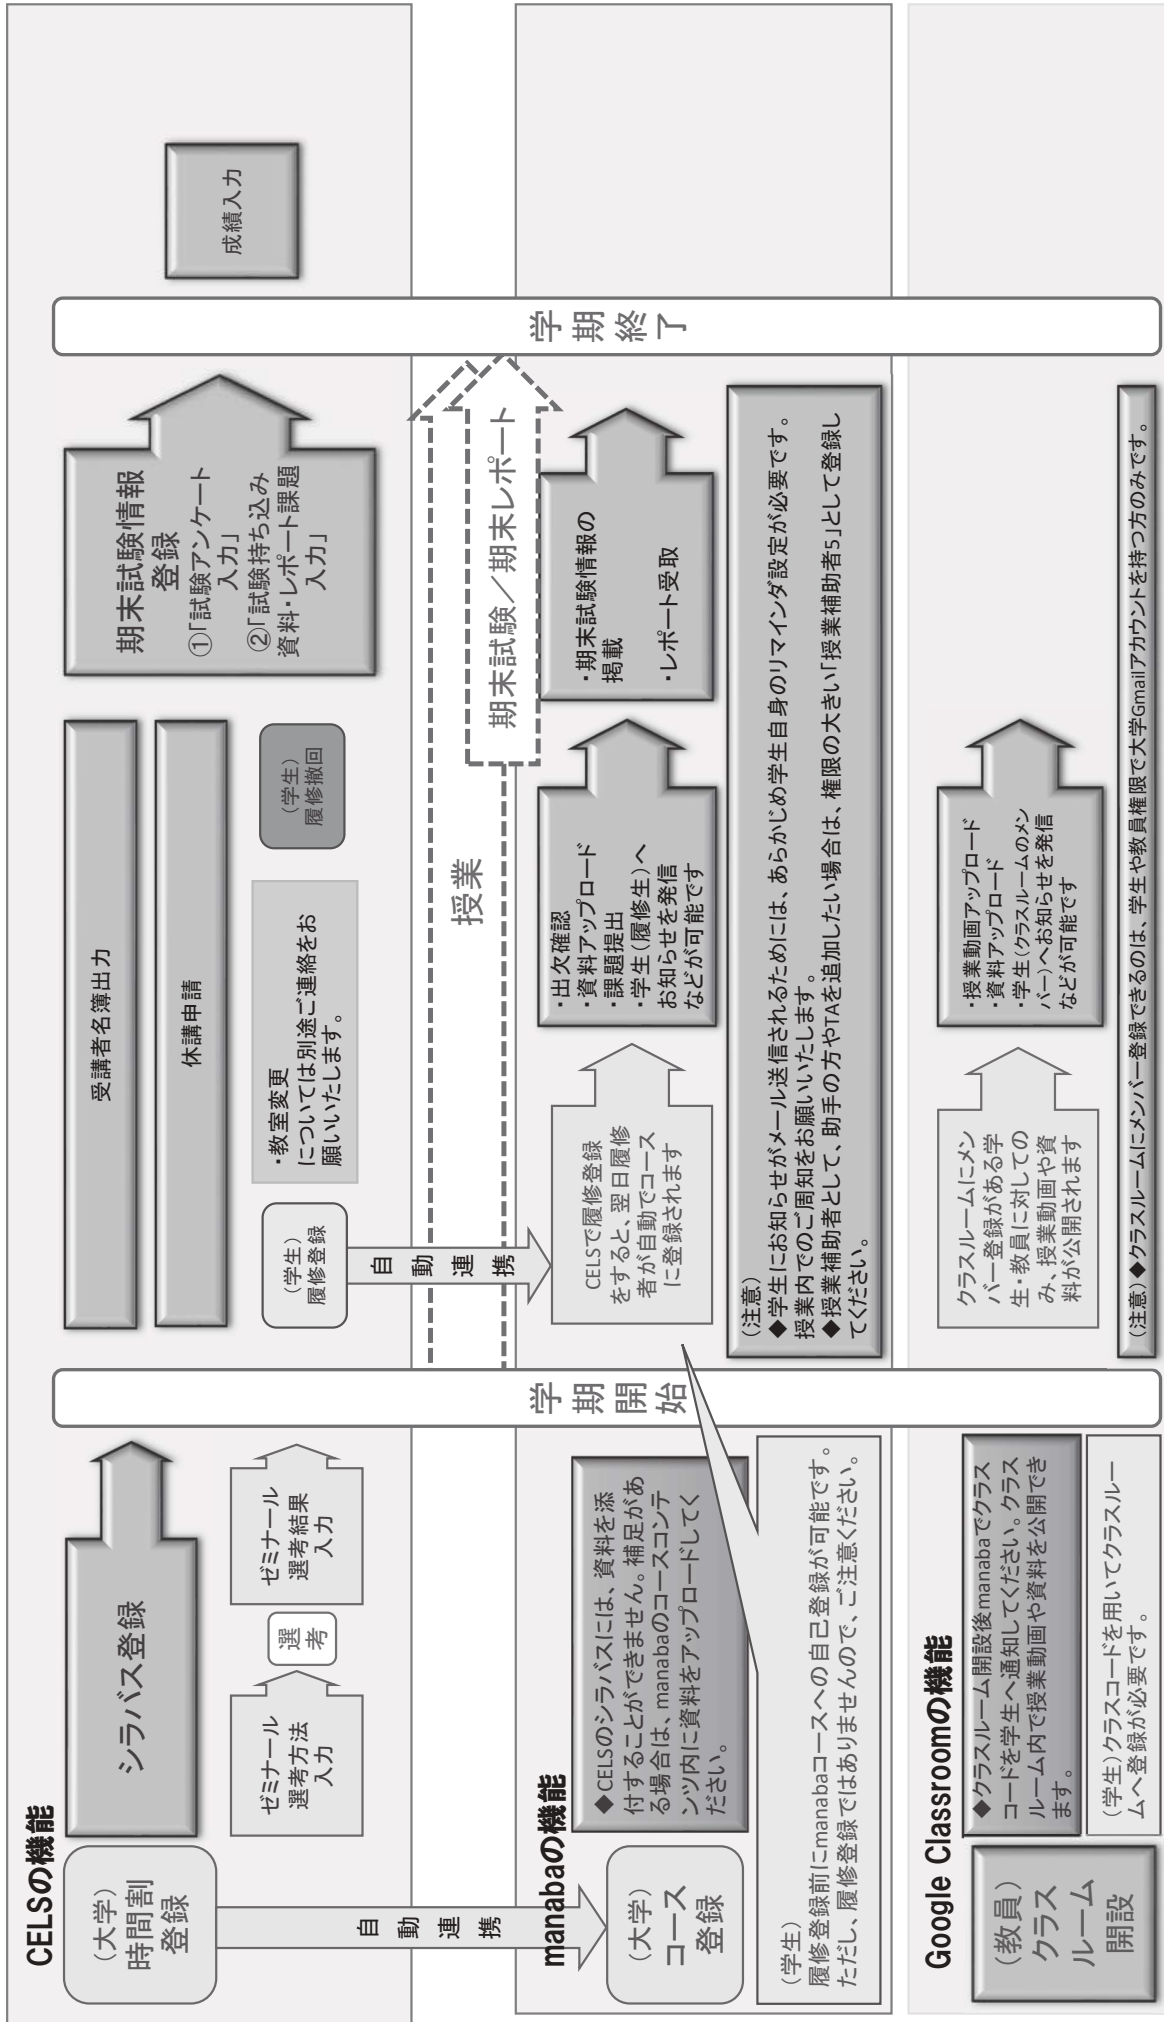 CELSの機能
(大学)
時間割
登録
シラバス登録
ゼミナール
選考方法
入力
選
考
ゼミナール
選考結果
入力
自
動
連
携
受講者名簿出力
休講申請
(学生)
履修登録
・教室変更
については別途ご連絡をお
願いいたします。
(学生)
履修撤回
期末試験情報
登録
①「試験アンケート
入力」
②「試験持ち込み
資料・レポート課題
入力」
成績入力
自
動
連
携
授業
期末試験／期末レポート
学
期
開
始
学
期
終
了
manabaの機能
(大学)
コース
登録
◆CELSのシラバスには、資料を添
付することができません。補足があ
る場合は、manabaのコースコンテ
ンツ内に資料をアップロードしてく
ださい。
(学生)
履修登録前にmanabaコースへの自己登録が可能です。
ただし、履修登録ではありませんので、ご注意ください。
CELSで履修登録
をすると、翌日履修
者が自動でコース
に登録されます
・出欠確認
・資料アップロード
・課題提出
・学生(履修生)へ
お知らせを発信
などが可能です
・期末試験情報の
掲載
・レポート受取
(注意)
◆学生にお知らせがメール送信されるためには、あらかじめ学生自身のリマインダ設定が必要です。
授業内でのご周知をお願いいたします。
◆授業補助者として、助手の方やTAを追加したい場合は、権限の大きい「授業補助者5」として登録し
てください。
Google Classroomの機能
(教員)
クラス
ルーム
開設
◆クラスルーム開設後manabaでクラス
コードを学生へ通知してください。クラス
ルーム内で授業動画や資料を公開でき
ます。
(学生)クラスコードを用いてクラスルー
ムへ登録が必要です。
クラスルームにメン
バー登録がある学
生・教員に対しての
み、授業動画や資
料が公開されます
・授業動画アップロード
・資料アップロード
・学生(クラスルームのメン
バー)へお知らせを発信
などが可能です
(注意)◆クラスルームにメンバー登録できるのは、学生や教員権限で大学Gmailアカウントを持つ方のみです。